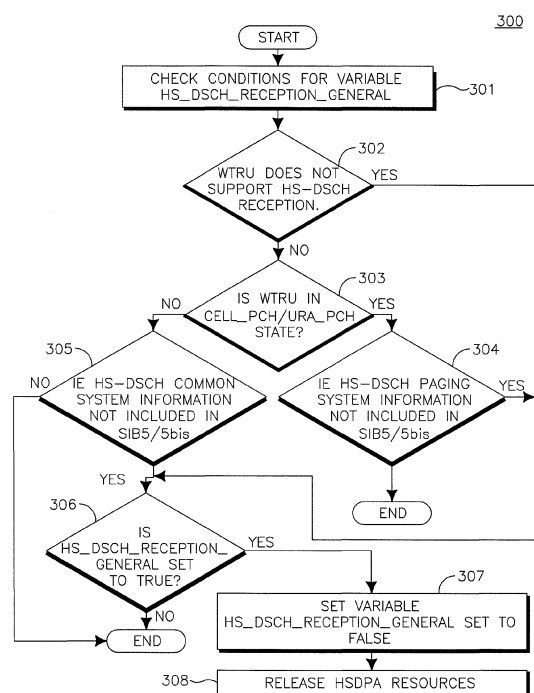 300
START
CHECK CONDITIONS FOR VARIABLE
HS_DSCH_RECEPTION_GENERAL
301
302
WTRU DOES NOT
SUPPORT HS-DSCH
RECEPTION.
YES
NO
303
NO
IS WTRU IN
CELL_PCH/URA_PCH
STATE?
YES
305
304
NO
IE HS-DSCH COMMON
SYSTEM INFORMATION
NOT INCLUDED IN
SIB5/5bis
IE HS-DSCH PAGING
SYSTEM INFORMATION
NOT INCLUDED IN
SIB5/5bis
YES
YES
END
306
IS
HS_DSCH_RECEPTION_
GENERAL SET
TO TRUE?
YES
NO
END
307
SET VARIABLE
HS_DSCH_RECEPTION_GENERAL SET TO
FALSE
308
RELEASE HSDPA RESOURCES